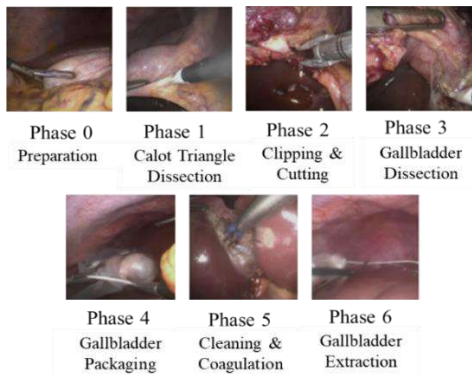 Phase 0
Phase 1
Phase 2
Phase 3
Preparation
Calot Triangle
Dissection
Clipping &
Cutting
Gallbladder
Dissection
Phase 4
Phase 5
Phase 6
Gallbladder
Packaging
Cleaning &
Coagulation
Gallbladder
Extraction